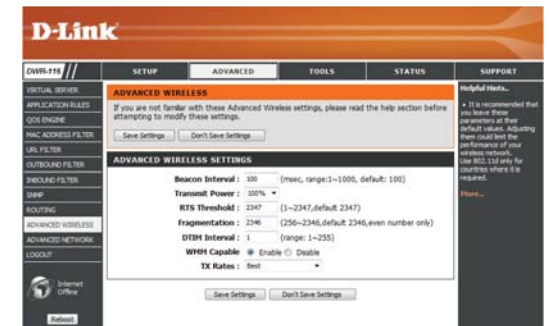 D-Link
DWR-116
SETUP
ADVANCED
TOOLS
STATUS
SUPPORT
VIRTUAL SERVER
APPLICATION RULES
QOS ENGINE
MAC ADDRESS FILTER
URL FILTER
OUTBOUND FILTER
INBOUND FILTER
SNMP
ROUTING
ADVANCED WIRELESS
ADVANCED NETWORK
LOGOUT
Internet
Offline
Reboot
ADVANCED WIRELESS
If you are not familar with these Advanced Wireless settings, please read the help section before
attempting to modify these settings.
Save Settings
Don't Save Settings
ADVANCED WIRELESS SETTINGS
Beacon Interval : 100 (msec, range:1~1000, default: 100)
Transmit Power : 100%
RTS Threshold : 2347 (1~2347,default 2347)
Fragmentation : 2346 (256~2346,default 2346,even number only)
DTIM Interval : 1 (range: 1~255)
WMM Capable Enable Disable
TX Rates : Best
Save Settings
Don't Save Settings
Helpful Hints..
• It is recommended that
you leave these
parameters at their
default values. Adjusting
them could limit the
performance of your
wireless network.
Use 802.11d only for
countries where it is
required.
More...